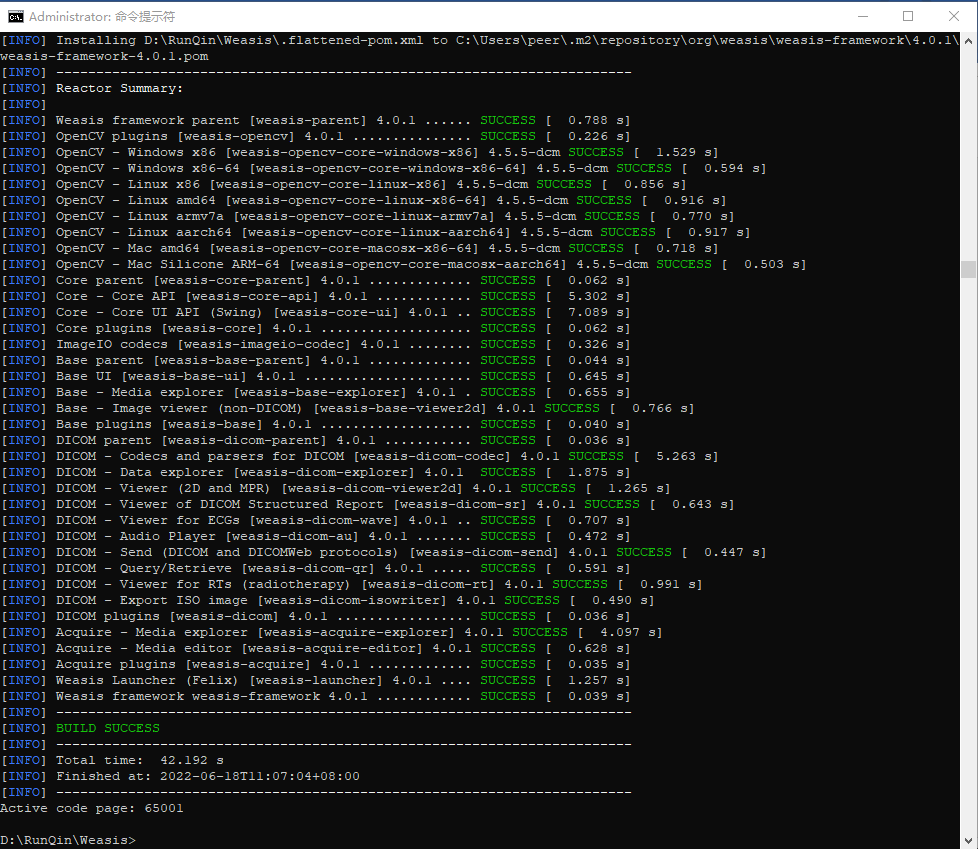 Administrator: 命令提示符
[INFO] Installing D:\RunQin\Weasis\.flattened-pom.xml to C:\Users\peer\.m2\repository\org\weasis\weasis-framework\4.0.1\
weasis-framework-4.0.1.pom
[INFO] ------------------------------------------------------------------------
[INFO] Reactor Summary:
[INFO]
[INFO] Weasis framework parent [weasis-parent] 4.0.1 ...... SUCCESS [  0.788 s]
[INFO] OpenCV plugins [weasis-opencv] 4.0.1 ............... SUCCESS [  0.226 s]
[INFO] OpenCV - Windows x86 [weasis-opencv-core-windows-x86] 4.5.5-dcm SUCCESS [  1.529 s]
[INFO] OpenCV - Windows x86-64 [weasis-opencv-core-windows-x86-64] 4.5.5-dcm SUCCESS [  0.594 s]
[INFO] OpenCV - Linux x86 [weasis-opencv-core-linux-x86] 4.5.5-dcm SUCCESS [  0.856 s]
[INFO] OpenCV - Linux amd64 [weasis-opencv-core-linux-x86-64] 4.5.5-dcm SUCCESS [  0.916 s]
[INFO] OpenCV - Linux armv7a [weasis-opencv-core-linux-armv7a] 4.5.5-dcm SUCCESS [  0.770 s]
[INFO] OpenCV - Linux aarch64 [weasis-opencv-core-linux-aarch64] 4.5.5-dcm SUCCESS [  0.917 s]
[INFO] OpenCV - Mac amd64 [weasis-opencv-core-macosx-x86-64] 4.5.5-dcm SUCCESS [  0.718 s]
[INFO] OpenCV - Mac Silicone ARM-64 [weasis-opencv-core-macosx-aarch64] 4.5.5-dcm SUCCESS [  0.503 s]
[INFO] Core parent [weasis-core-parent] 4.0.1 ............. SUCCESS [  0.062 s]
[INFO] Core - Core API [weasis-core-api] 4.0.1 ............ SUCCESS [  5.302 s]
[INFO] Core - Core UI API (Swing) [weasis-core-ui] 4.0.1 .. SUCCESS [  7.089 s]
[INFO] Core plugins [weasis-core] 4.0.1 ................... SUCCESS [  0.062 s]
[INFO] ImageIO codecs [weasis-imageio-codec] 4.0.1 ........ SUCCESS [  0.326 s]
[INFO] Base parent [weasis-base-parent] 4.0.1 ............. SUCCESS [  0.044 s]
[INFO] Base UI [weasis-base-ui] 4.0.1 ..................... SUCCESS [  0.645 s]
[INFO] Base - Media explorer [weasis-base-explorer] 4.0.1 . SUCCESS [  0.655 s]
[INFO] Base - Image viewer (non-DICOM) [weasis-base-viewer2d] 4.0.1 SUCCESS [  0.766 s]
[INFO] Base plugins [weasis-base] 4.0.1 ................... SUCCESS [  0.040 s]
[INFO] DICOM parent [weasis-dicom-parent] 4.0.1 ........... SUCCESS [  0.036 s]
[INFO] DICOM - Codecs and parsers for DICOM [weasis-dicom-codec] 4.0.1 SUCCESS [  5.263 s]
[INFO] DICOM - Data explorer [weasis-dicom-explorer] 4.0.1  SUCCESS [  1.875 s]
[INFO] DICOM - Viewer (2D and MPR) [weasis-dicom-viewer2d] 4.0.1 SUCCESS [  1.265 s]
[INFO] DICOM - Viewer of DICOM Structured Report [weasis-dicom-sr] 4.0.1 SUCCESS [  0.643 s]
[INFO] DICOM - Viewer for ECGs [weasis-dicom-wave] 4.0.1 .. SUCCESS [  0.707 s]
[INFO] DICOM - Audio Player [weasis-dicom-au] 4.0.1 ....... SUCCESS [  0.472 s]
[INFO] DICOM - Send (DICOM and DICOMWeb protocols) [weasis-dicom-send] 4.0.1 SUCCESS [  0.447 s]
[INFO] DICOM - Query/Retrieve [weasis-dicom-qr] 4.0.1 ..... SUCCESS [  0.591 s]
[INFO] DICOM - Viewer for RTs (radiotherapy) [weasis-dicom-rt] 4.0.1 SUCCESS [  0.991 s]
[INFO] DICOM - Export ISO image [weasis-dicom-isowriter] 4.0.1 SUCCESS [  0.490 s]
[INFO] DICOM plugins [weasis-dicom] 4.0.1 ................. SUCCESS [  0.036 s]
[INFO] Acquire - Media explorer [weasis-acquire-explorer] 4.0.1 SUCCESS [  4.097 s]
[INFO] Acquire - Media editor [weasis-acquire-editor] 4.0.1 SUCCESS [  0.628 s]
[INFO] Acquire plugins [weasis-acquire] 4.0.1 ............. SUCCESS [  0.035 s]
[INFO] Weasis Launcher (Felix) [weasis-launcher] 4.0.1 .... SUCCESS [  1.257 s]
[INFO] Weasis framework weasis-framework 4.0.1 ............ SUCCESS [  0.039 s]
[INFO] ------------------------------------------------------------------------
[INFO] BUILD SUCCESS
[INFO] ------------------------------------------------------------------------
[INFO] Total time:  42.192 s
[INFO] Finished at: 2022-06-18T11:07:04+08:00
[INFO] ------------------------------------------------------------------------
Active code page: 65001
D:\RunQin\Weasis>